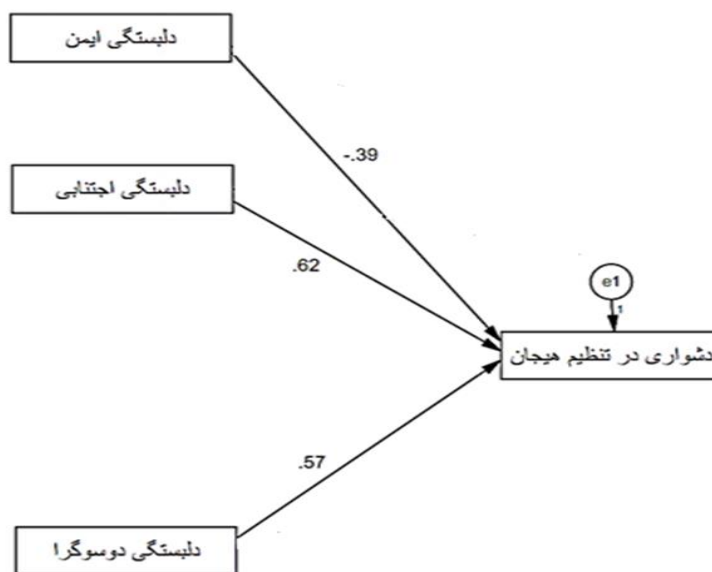 دلبستگی ایمن
-.39
دلبستگی اجتنابی
.62
e1
1
دشواری در تنظیم هیجان
.57
دلبستگی دوسوگرا